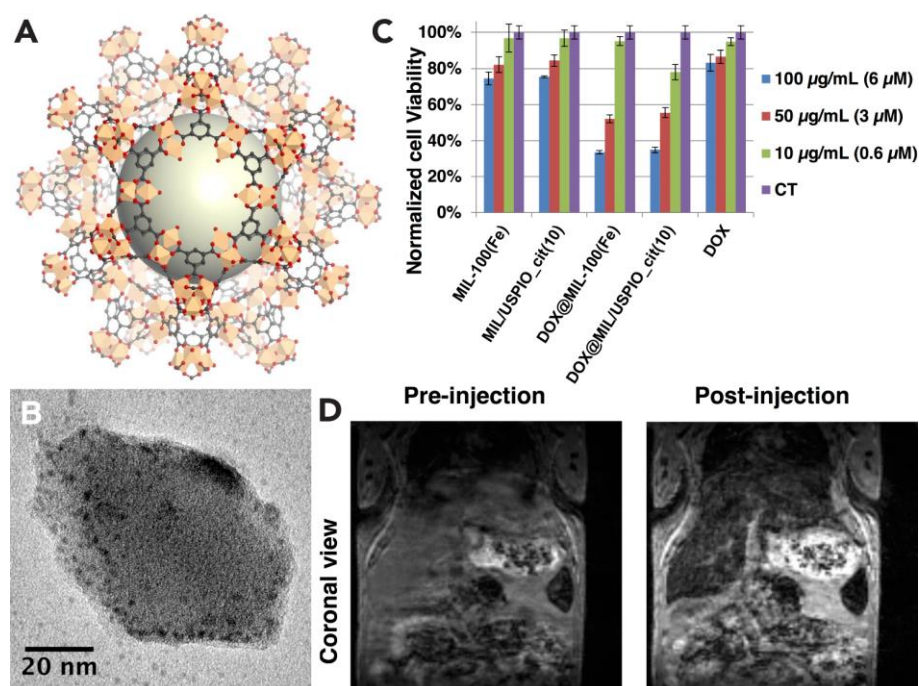 A
B
20 nm
C
Normalized cell Viability
100%
80%
60%
40%
20%
0%
MIL-100(Fe)
MIL/USPIO_cit(10)
DOX@MIL-100(Fe)
DOX@MIL/USPIO_cit(10)
DOX
100 µg/mL (6 µM)
50 µg/mL (3 µM)
10 µg/mL (0.6 µM)
CT
D
Pre-injection
Post-injection
Coronal view